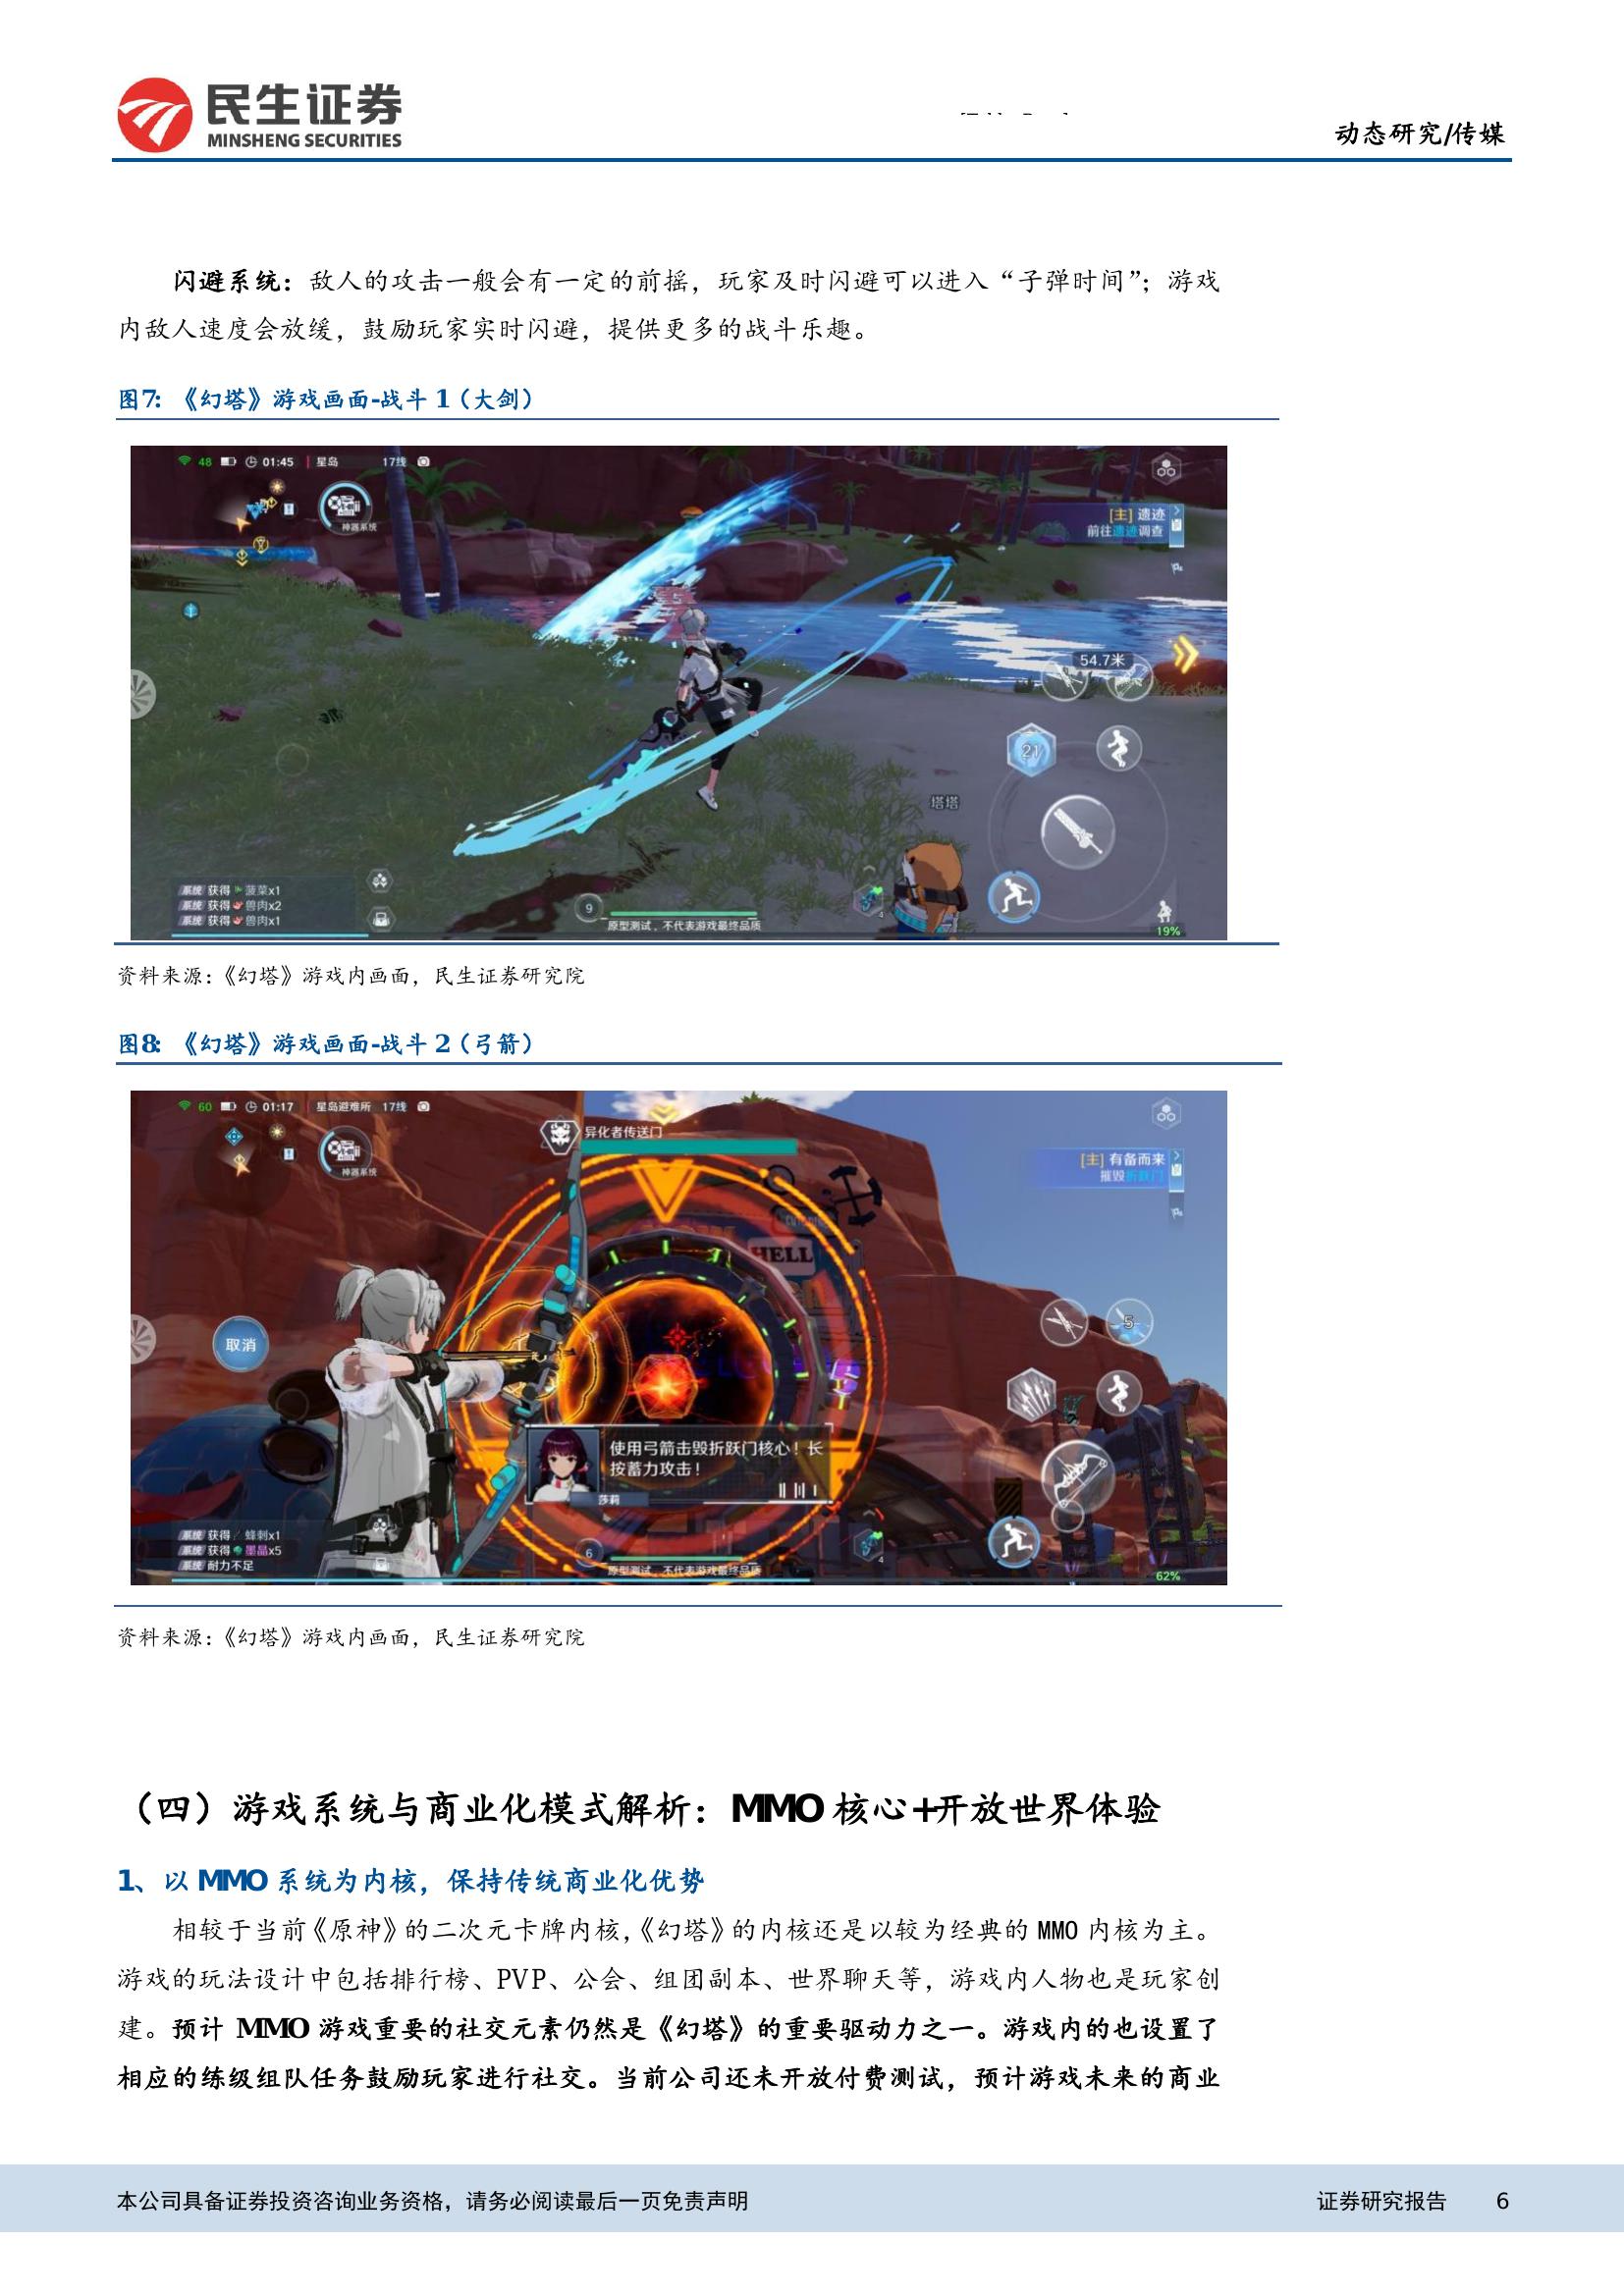 民生证券
MINSHENG SECURITIES
动态研究/传媒
闪避系统：敌人的攻击一般会有一定的前摇，玩家及时闪避可以进入“子弹时间”；游戏
内敌人速度会放缓，鼓励玩家实时闪避，提供更多的战斗乐趣。
图7: 《幻塔》游戏画面-战斗 1（大剑）
48 01:45 星岛 17线
神器系统
[主] 遗迹
前往遗迹调查
54.7米
21
塔塔
系统 获得 菠菜x1
系统 获得 兽肉x2
系统 获得 兽肉x1
9
4
原型测试，不代表游戏最终品质
19%
资料来源：《幻塔》游戏内画面，民生证券研究院
图8: 《幻塔》游戏画面-战斗 2（弓箭）
60 01:17 星岛避难所 17线
异化者传送门
神器系统
[主] 有备而来
摧毁折跃门
HELL
取消
5
使用弓箭击毁折跃门核心！长
按蓄力攻击！
莎莉
系统 获得 蜂刺x1
系统 获得 墨晶x5
系统 耐力不足
6
4
原型测试，不代表游戏最终品质
62%
资料来源：《幻塔》游戏内画面，民生证券研究院
（四）游戏系统与商业化模式解析：MMO 核心+开放世界体验
1、以 MMO 系统为内核，保持传统商业化优势
相较于当前《原神》的二次元卡牌内核，《幻塔》的内核还是以较为经典的 MMO 内核为主。
游戏的玩法设计中包括排行榜、PVP、公会、组团副本、世界聊天等，游戏内人物也是玩家创
建。预计 MMO 游戏重要的社交元素仍然是《幻塔》的重要驱动力之一。游戏内的也设置了
相应的练级组队任务鼓励玩家进行社交。当前公司还未开放付费测试，预计游戏未来的商业
本公司具备证券投资咨询业务资格，请务必阅读最后一页免责声明
证券研究报告 6